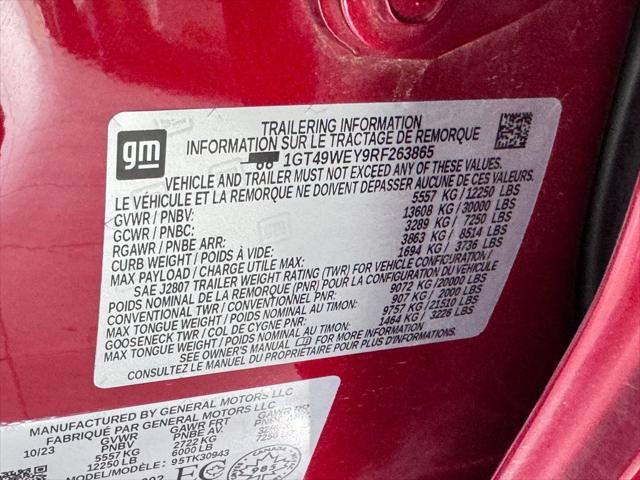 gm
TRAILERING INFORMATION
INFORMATION SUR LE TRACTAGE DE REMORQUE
1GT49WEY9RF263865
VEHICLE AND TRAILER MUST NOT EXCEED ANY OF THESE VALUES
LE VÉHICULE ET LA REMORQUE NE DOIVENT DÉPASSER AUCUNE DE CES VALEURS
GVWR / PNBV: 5557 KG / 12250 LBS
GCWR / PNBC: 13608 KG / 30000 LBS
RGAWR / PNBE ARR: 3289 KG / 7250 LBS
CURB WEIGHT / POIDS À VIDE: 3863 KG / 8514 LBS
MAX PAYLOAD / CHARGE UTILE MAX: 1694 KG / 3736 LBS
SAE J2807 TRAILER WEIGHT RATING (TWR) FOR VEHICLE CONFIGURATION /
POIDS NOMINAL DE LA REMORQUE (PNR) POUR LA CONFIGURATION DU VÉHICULE
CONVENTIONAL TWR / CONVENTIONNEL PNR: 9072 KG / 20000 LBS
MAX TONGUE WEIGHT / POIDS NOMINAL AU TIMON: 907 KG / 2000 LBS
GOOSENECK TWR / COL DE CYGNE PNR: 9757 KG / 21510 LBS
MAX TONGUE WEIGHT / POIDS NOMINAL AU TIMON: 1464 KG / 3228 LBS
SEE OWNER'S MANUAL FOR MORE INFORMATION
CONSULTEZ LE MANUEL DU PROPRIÉTAIRE POUR PLUS D'INFORMATION
MANUFACTURED BY GENERAL MOTORS LLC
FABRIQUÉ PAR GENERAL MOTORS LLC
GVWR GAWR FRT GAWR RR
10/23 PNBV PNBE AV.
5557 KG 2722 KG
12250 LB 6000 LB 7250 LB
MODEL/MODÈLE: 95TK30943
CANADA
985